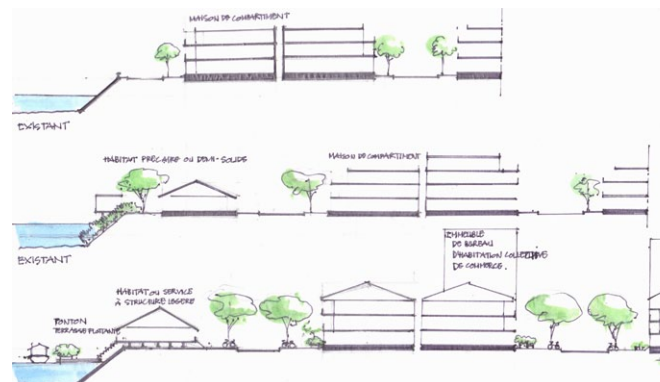 MAISON DE COMPARTIMENT
EXISTANT
HABITAT PRÉCAIRE OU DEMI-SOLIDE
MAISON DE COMPARTIMENT
EXISTANT
IMMEUBLE
DE BUREAU
D'HABITATION COLLECTIVE
DE COMMERCE.
HABITAT OU SERVICE
À STRUCTURE LÉGÈRE
PONTON
TERRASSE FLOTTANTE